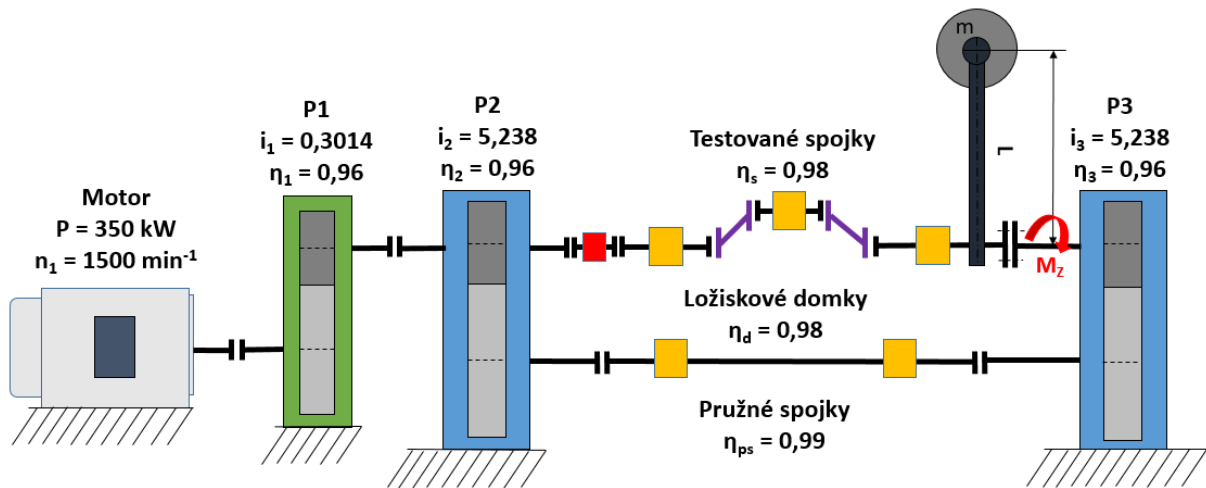 Motor
P = 350 kW
n₁ = 1500 min⁻¹
P1
i₁ = 0,3014
η₁ = 0,96
P2
i₂ = 5,238
η₂ = 0,96
Testované spojky
ηₛ = 0,98
m
L
M_Z
P3
i₃ = 5,238
η₃ = 0,96
Ložiskové domky
η_d = 0,98
Pružné spojky
ηₚₛ = 0,99